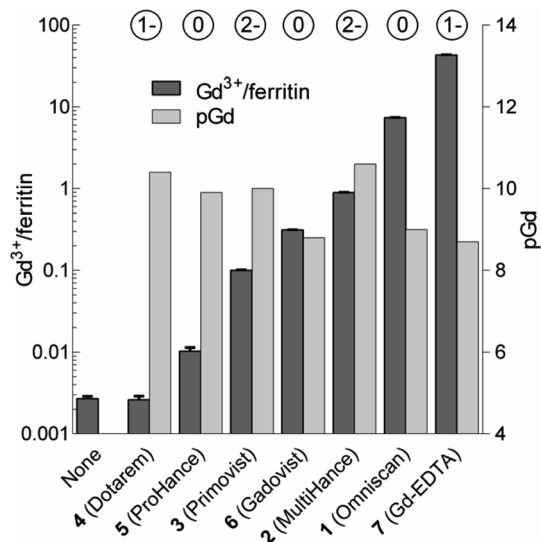 1- 0 2- 0 2- 0 1-
100 14
Gd³⁺/ferritin
pGd
10 12
1 10
0.1 8
0.01 6
0.001 4
Gd³⁺/ferritin
pGd
None
4 (Dotarem)
5 (ProHance)
3 (Primovist)
6 (Gadovist)
2 (MultiHance)
1 (Omniscan)
7 (Gd-EDTA)